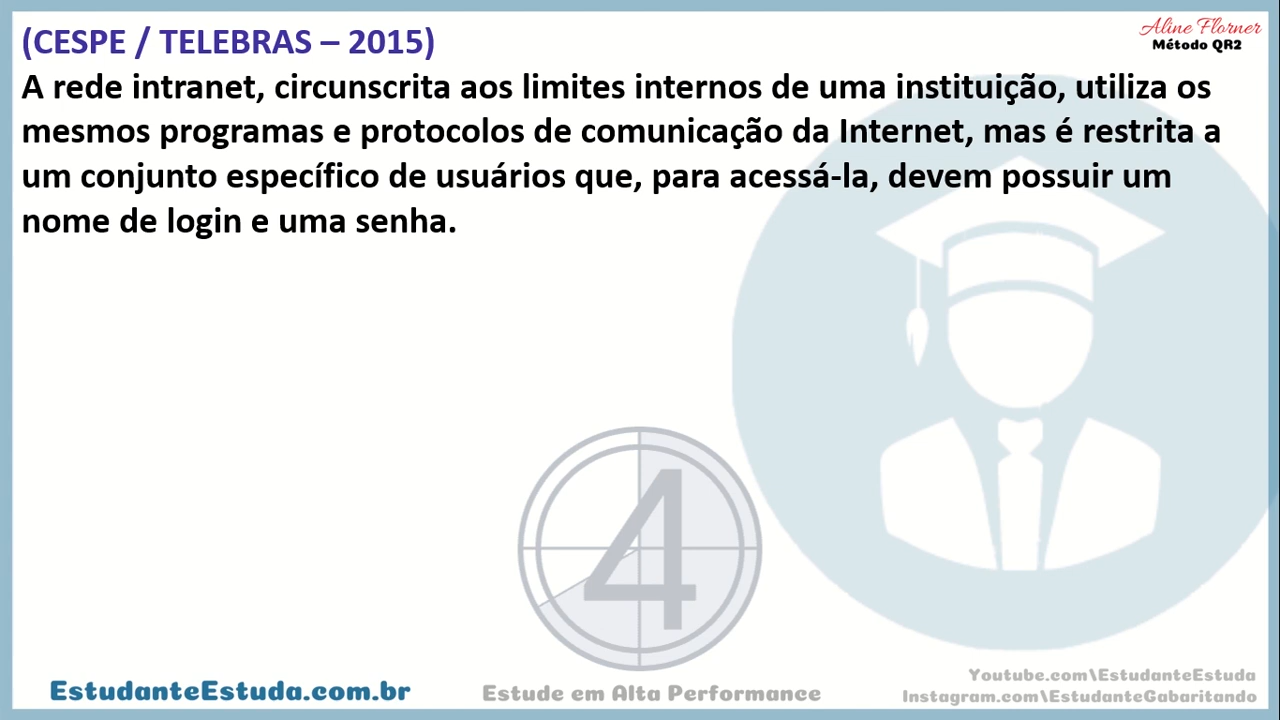 (CESPE / TELEBRAS – 2015)
Aline Florner
Método QR2
A rede intranet, circunscrita aos limites internos de uma instituição, utiliza os
mesmos programas e protocolos de comunicação da Internet, mas é restrita a
um conjunto específico de usuários que, para acessá-la, devem possuir um
nome de login e uma senha.
4
EstudanteEstuda.com.br
Estude em Alta Performance
Youtube.com\EstudanteEstuda
Instagram.com\EstudanteGabaritando